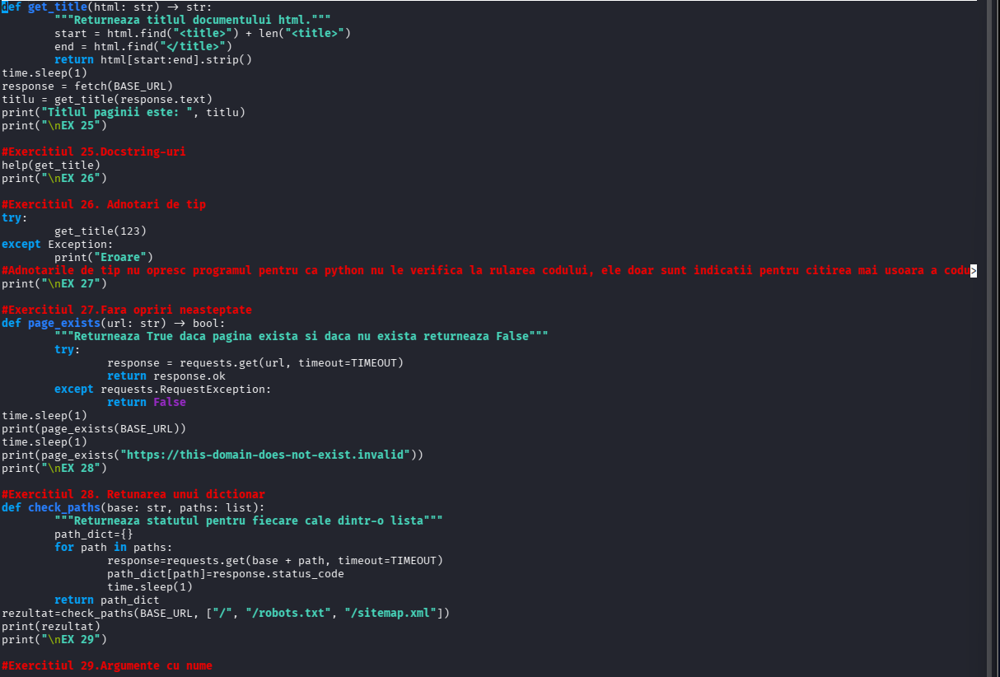 def get_title(html: str) → str:
        """Returneaza titlul documentului html."""
        start = html.find("<title>") + len("<title>")
        end = html.find("</title>")
        return html[start:end].strip()
time.sleep(1)
response = fetch(BASE_URL)
titlu = get_title(response.text)
print("Titlul paginii este: ", titlu)
print("\nEX 25")

#Exercitiul 25.Docstring-uri
help(get_title)
print("\nEX 26")

#Exercitiul 26. Adnotari de tip
try:
        get_title(123)
except Exception:
        print("Eroare")
#Adnotarile de tip nu opresc programul pentru ca python nu le verifica la rularea codului, ele doar sunt indicatii pentru citirea mai usoara a codu>
print("\nEX 27")

#Exercitiul 27.Fara opriri neasteptate
def page_exists(url: str) → bool:
        """Returneaza True daca pagina exista si daca nu exista returneaza False"""
        try:
                response = requests.get(url, timeout=TIMEOUT)
                return response.ok
        except requests.RequestException:
                return False
time.sleep(1)
print(page_exists(BASE_URL))
time.sleep(1)
print(page_exists("https://this-domain-does-not-exist.invalid"))
print("\nEX 28")

#Exercitiul 28. Retunarea unui dictionar
def check_paths(base: str, paths: list):
        """Returneaza statutul pentru fiecare cale dintr-o lista"""
        path_dict={}
        for path in paths:
                response=requests.get(base + path, timeout=TIMEOUT)
                path_dict[path]=response.status_code
                time.sleep(1)
        return path_dict
rezultat=check_paths(BASE_URL, ["/", "/robots.txt", "/sitemap.xml"])
print(rezultat)
print("\nEX 29")

#Exercitiul 29.Argumente cu nume